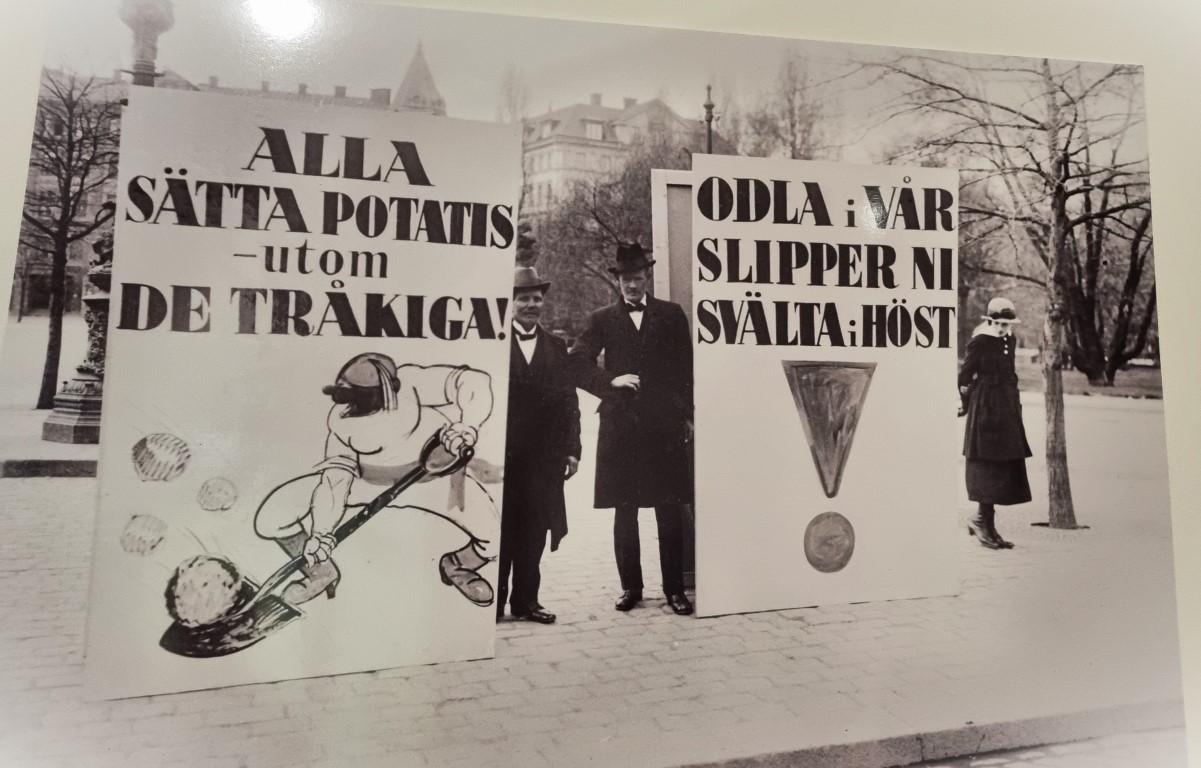 ALLA
SÄTTA POTATIS
–utom
DE TRÅKIGA!
ODLA i VÅR
SLIPPER NI
SVÄLTA i HÖST
!